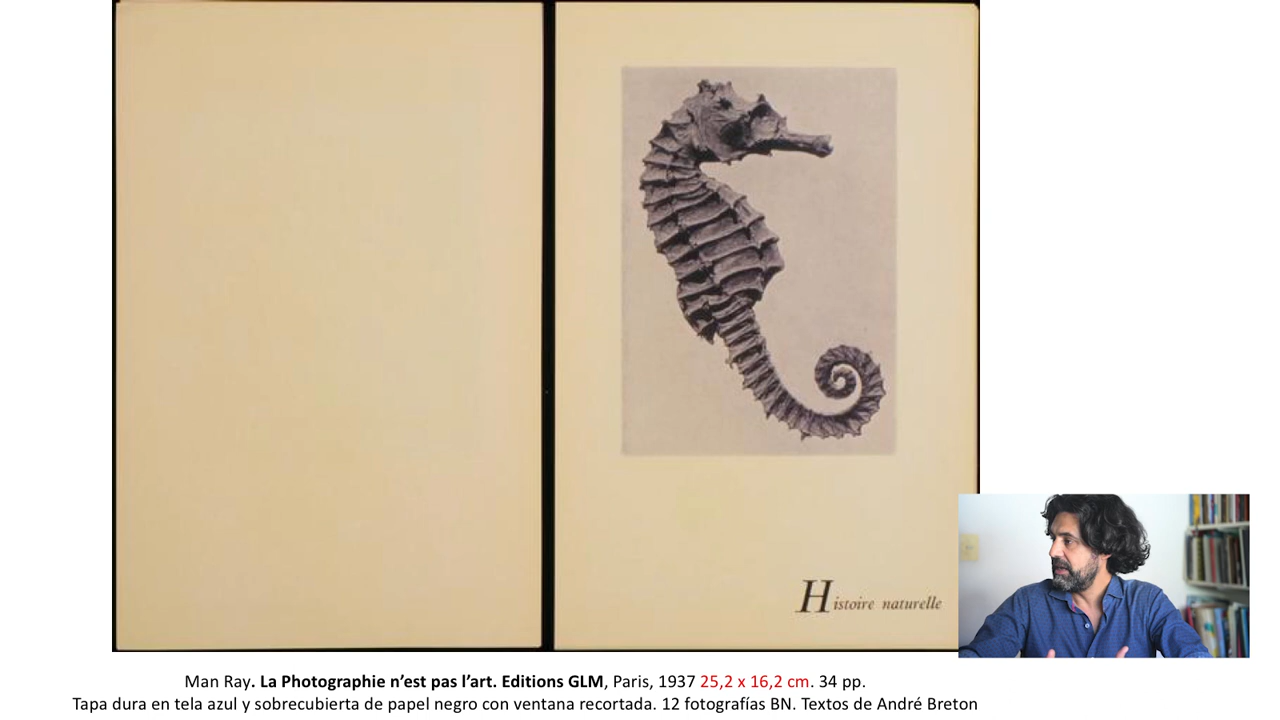 Histoire naturelle
Man Ray. La Photographie n’est pas l’art. Editions GLM, Paris, 1937 25,2 x 16,2 cm. 34 pp.
Tapa dura en tela azul y sobrecubierta de papel negro con ventana recortada. 12 fotografías BN. Textos de André Breton